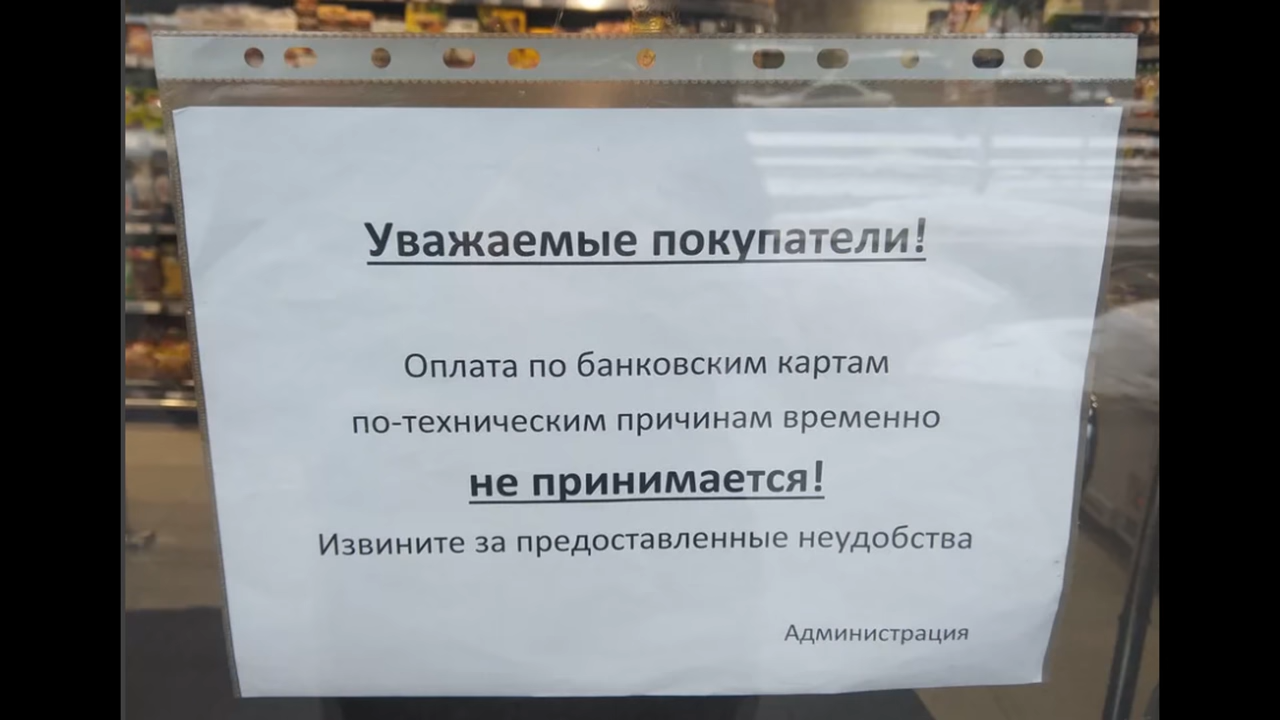 Уважаемые покупатели!
Оплата по банковским картам
по-техническим причинам временно
не принимается!
Извините за предоставленные неудобства
Администрация